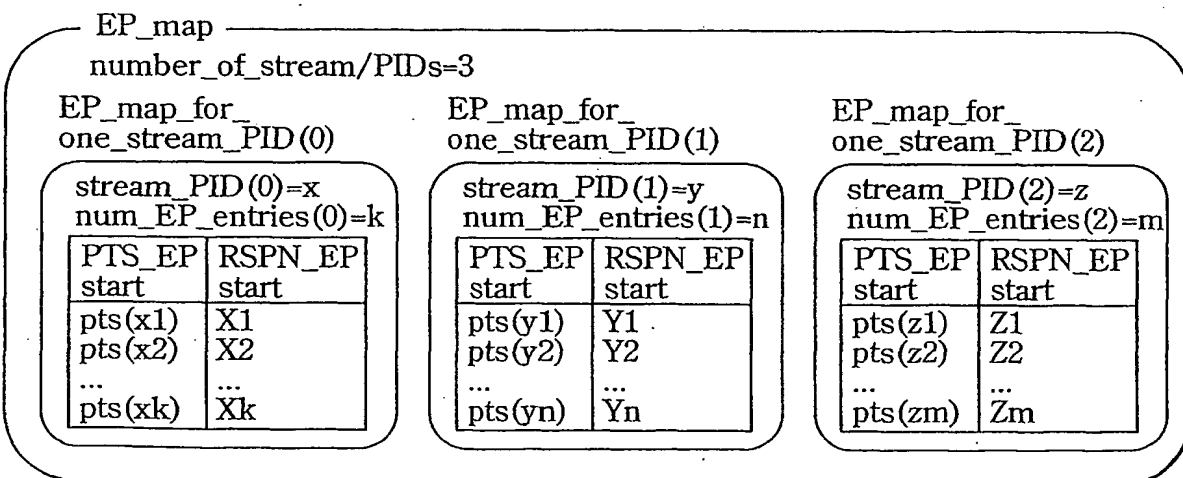 EP_map
number_of_stream/PIDs=3
EP_map_for_
one_stream_PID(0)
stream_PID(0)=x
num_EP_entries(0)=k
PTS_EP RSPN_EP
start start
pts(x1) X1
pts(x2) X2
... ...
pts(xk) Xk
EP_map_for_
one_stream_PID(1)
stream_PID(1)=y
num_EP_entries(1)=n
PTS_EP RSPN_EP
start start
pts(y1) Y1
pts(y2) Y2
... ...
pts(yn) Yn
EP_map_for_
one_stream_PID(2)
stream_PID(2)=z
num_EP_entries(2)=m
PTS_EP RSPN_EP
start start
pts(z1) Z1
pts(z2) Z2
... ...
pts(zm) Zm